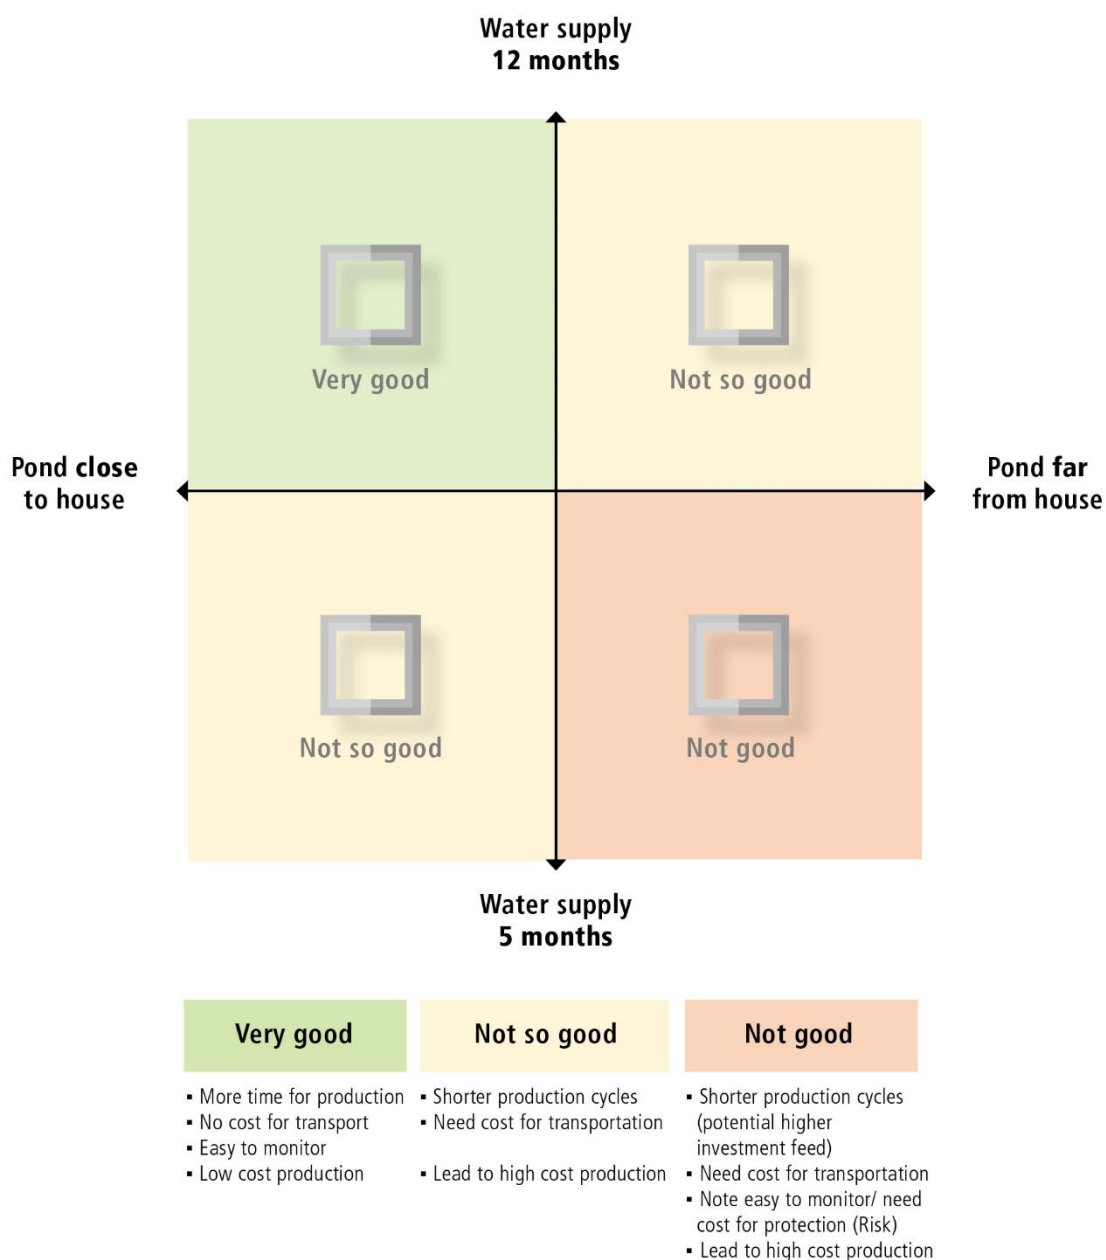 Water supply
12 months
Very good
Not so good
Pond close
to house
Pond far
from house
Not so good
Not good
Water supply
5 months
Very good
▪ More time for production
▪ No cost for transport
▪ Easy to monitor
▪ Low cost production
Not so good
▪ Shorter production cycles
▪ Need cost for transportation
▪ Lead to high cost production
Not good
▪ Shorter production cycles
(potential higher
investment feed)
▪ Need cost for transportation
▪ Note easy to monitor/ need
cost for protection (Risk)
▪ Lead to high cost production